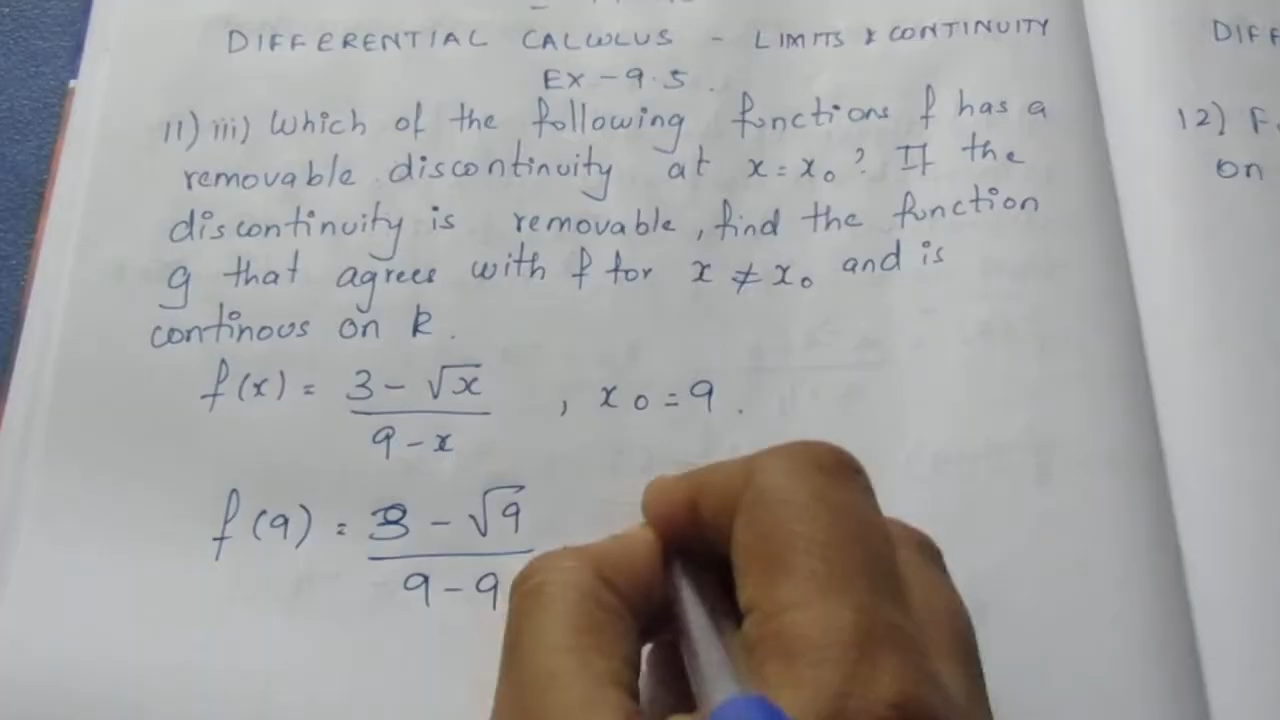 DIFFERENTIAL CALCULUS - LIMITS & CONTINUITY
EX - 9.5.
11) iii) Which of the following functions f has a
removable discontinuity at x = x₀? If the
discontinuity is removable, find the function
g that agrees with f for x ≠ x₀ and is
continous on R.
f(x) = (3 - √x) / (9 - x) , x₀ = 9.
f(9) = (3 - √9) / (9 - 9)
DIFF
12) F
on